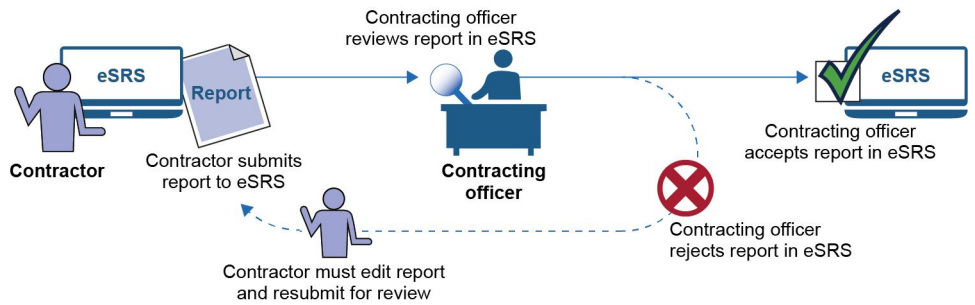 eSRS
Report
Contractor
Contractor submits
report to eSRS
Contracting officer
reviews report in eSRS
Contracting
officer
eSRS
Contracting officer
accepts report in eSRS
Contracting officer
rejects report in eSRS
Contractor must edit report
and resubmit for review